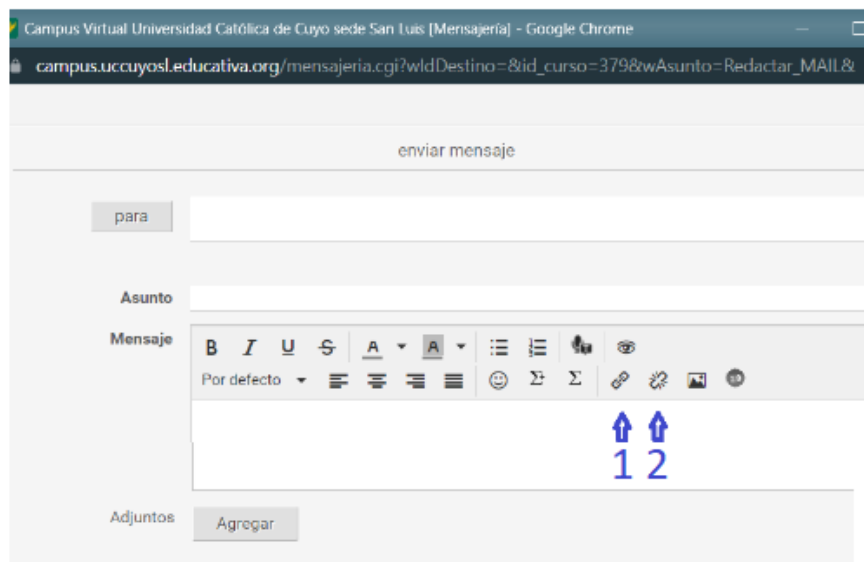 Campus Virtual Universidad Católica de Cuyo sede San Luis [Mensajería] - Google Chrome
campus.uccuyosl.educativa.org/mensajeria.cgi?wIdDestino=&id_curso=379&wAsunto=Redactar_MAIL&
enviar mensaje
para
Asunto
Mensaje
B I U S A A
Por defecto Σ+ Σ
1 2
Adjuntos Agregar